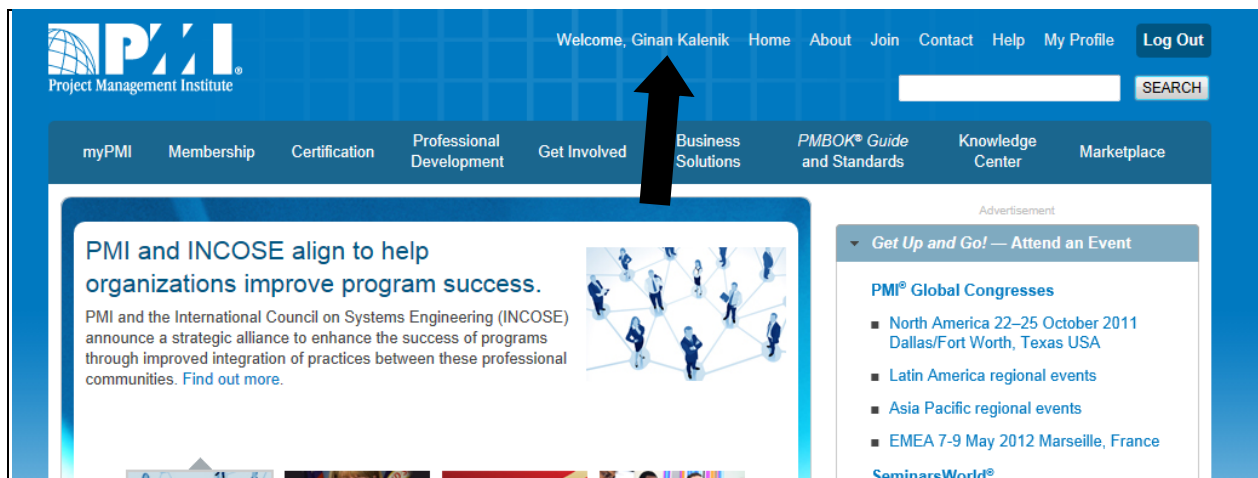 PMI®
Project Management Institute
Welcome, Ginan Kalenik Home About Join Contact Help My Profile Log Out
SEARCH
myPMI Membership Certification Professional Development Get Involved Business Solutions PMBOK® Guide and Standards Knowledge Center Marketplace
PMI and INCOSE align to help
organizations improve program success.
PMI and the International Council on Systems Engineering (INCOSE)
announce a strategic alliance to enhance the success of programs
through improved integration of practices between these professional
communities. Find out more.
Advertisement
Get Up and Go! — Attend an Event
PMI® Global Congresses
North America 22–25 October 2011
Dallas/Fort Worth, Texas USA
Latin America regional events
Asia Pacific regional events
EMEA 7-9 May 2012 Marseille, France
SeminarsWorld®